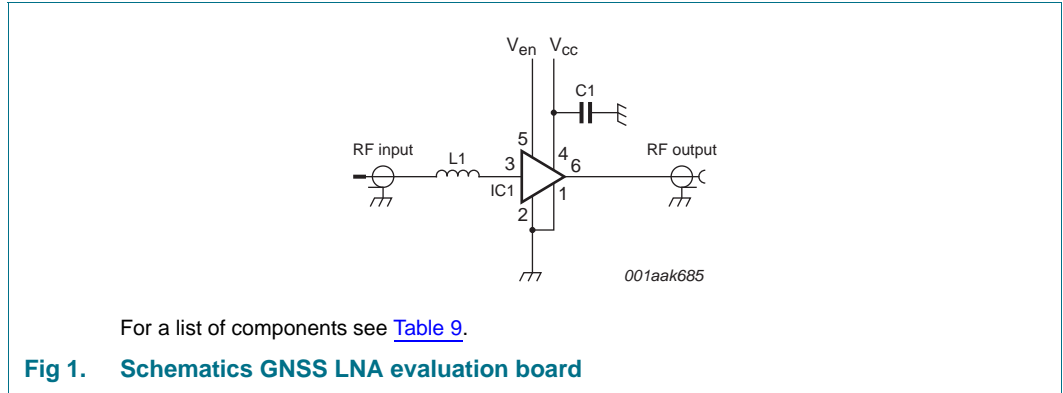 Ven Vcc
C1
5
RF input L1 3 4 6 RF output
IC1 1
2
001aak685
For a list of components see Table 9.
Fig 1. Schematics GNSS LNA evaluation board